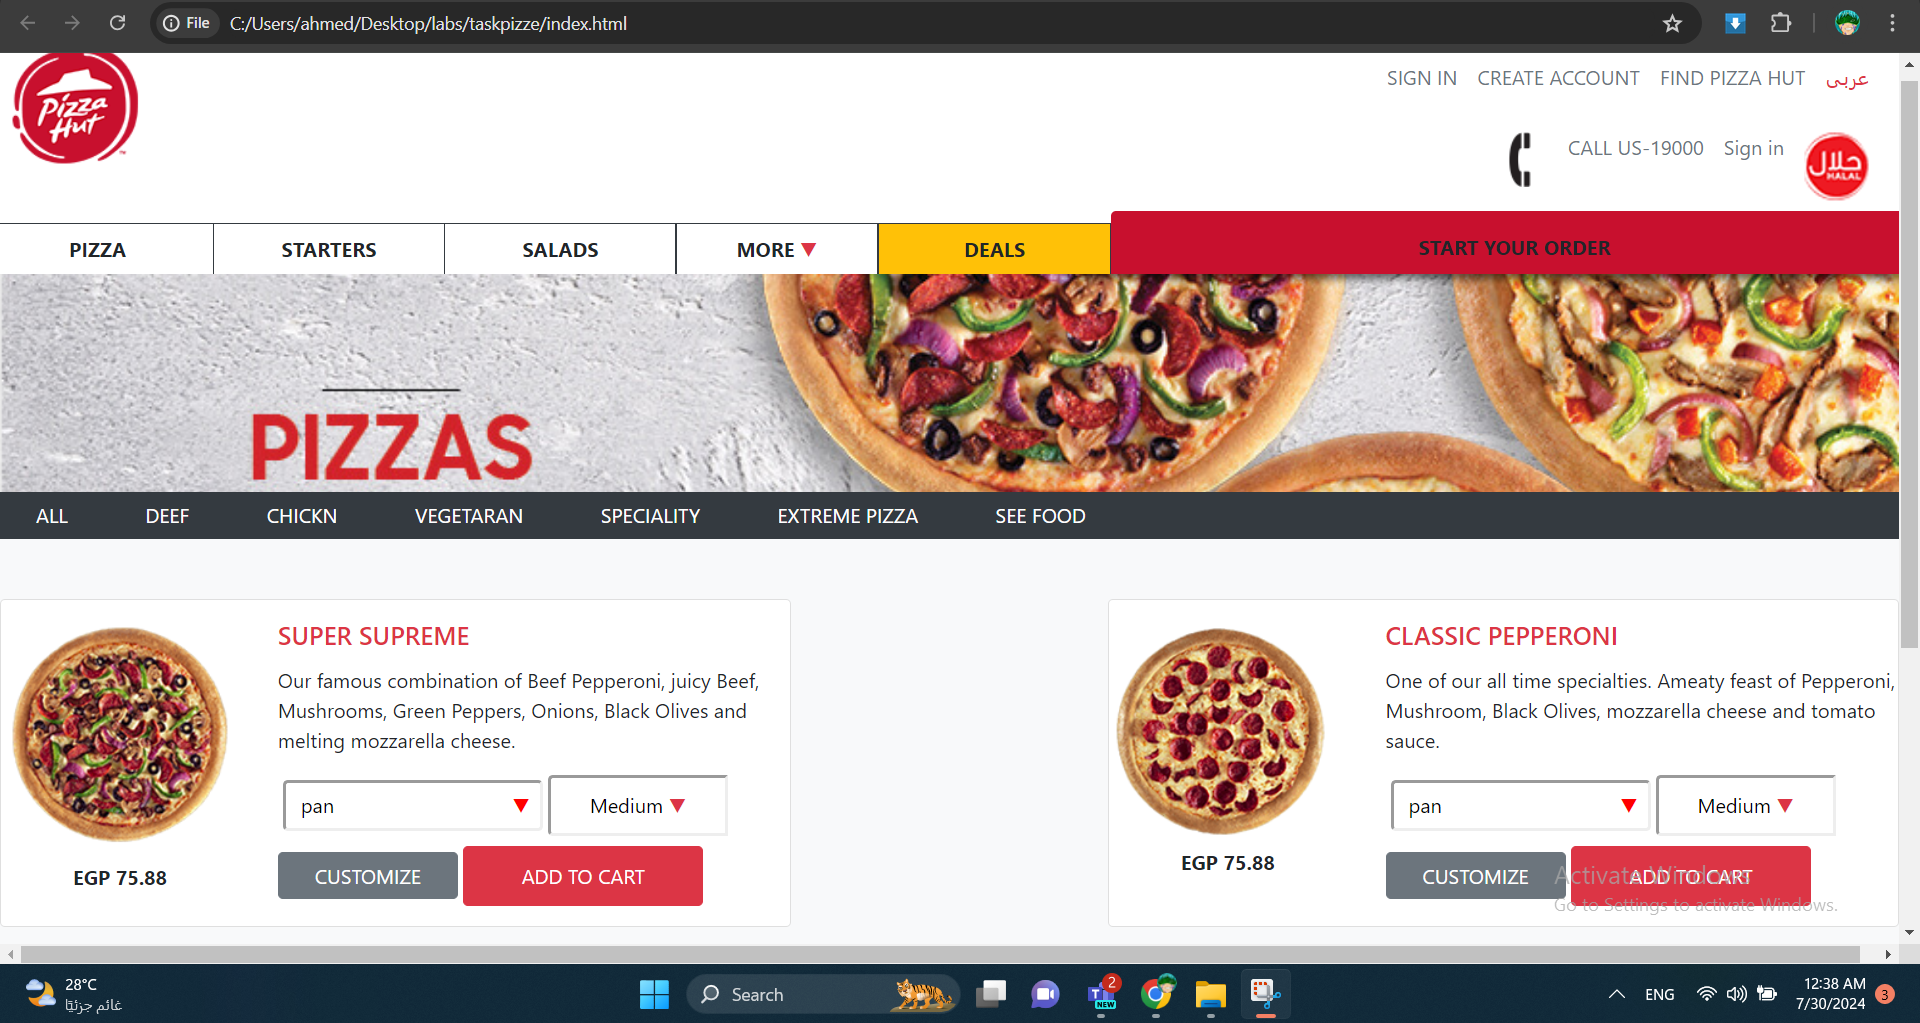 File C:/Users/ahmed/Desktop/labs/taskpizze/index.html
Pizza
Hut
SIGN IN CREATE ACCOUNT FIND PIZZA HUT عربى
CALL US-19000 Sign in
حلال
HALAL
PIZZA STARTERS SALADS MORE DEALS START YOUR ORDER
PIZZAS
ALL DEEF CHICKN VEGETARAN SPECIALITY EXTREME PIZZA SEE FOOD
SUPER SUPREME
Our famous combination of Beef Pepperoni, juicy Beef,
Mushrooms, Green Peppers, Onions, Black Olives and
melting mozzarella cheese.
pan Medium
EGP 75.88
CUSTOMIZE ADD TO CART
CLASSIC PEPPERONI
One of our all time specialties. Ameaty feast of Pepperoni,
Mushroom, Black Olives, mozzarella cheese and tomato
sauce.
pan Medium
EGP 75.88
CUSTOMIZE ADD TO CART
Activate Windows
Go to Settings to activate Windows.
28°C
غائم جزئيًا
Search
2
NEW
ENG
12:38 AM
7/30/2024
3